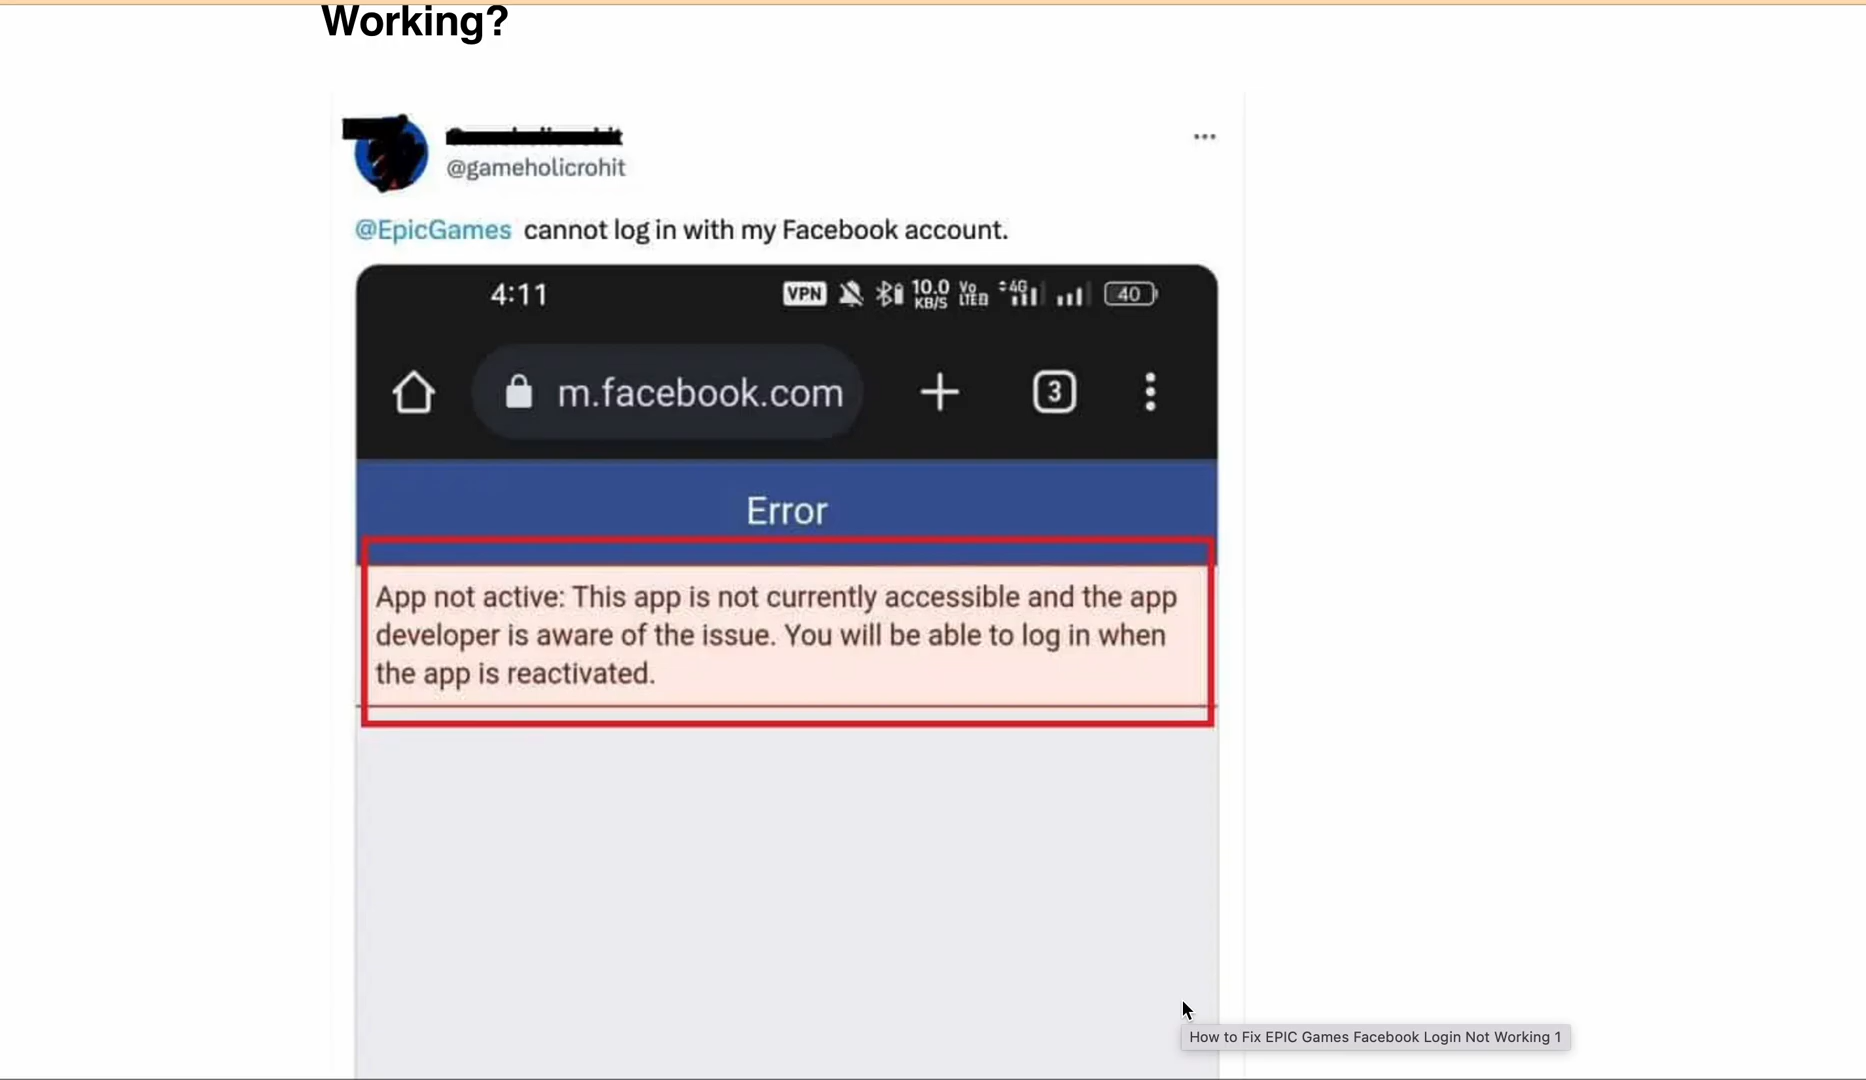 Working?
@gameholicrohit
@EpicGames cannot log in with my Facebook account.
4:11 VPN 10.0 KB/S Vo LTE 4G 40
m.facebook.com 3
Error
App not active: This app is not currently accessible and the app
developer is aware of the issue. You will be able to log in when
the app is reactivated.
How to Fix EPIC Games Facebook Login Not Working 1